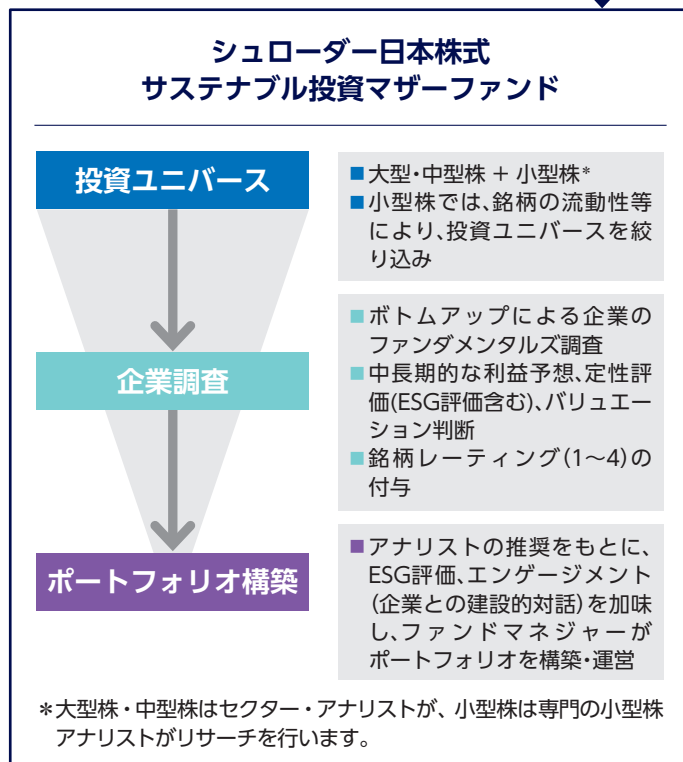 シュローダー日本株式
サステナブル投資マザーファンド
投資ユニバース
■大型・中型株 + 小型株*
■小型株では、銘柄の流動性等
により、投資ユニバースを絞
り込み
企業調査
■ボトムアップによる企業の
ファンダメンタルズ調査
■中長期的な利益予想、定性評
価(ESG評価含む)、バリュエー
ション判断
■銘柄レーティング(1〜4)の
付与
ポートフォリオ構築
■アナリストの推奨をもとに、
ESG評価、エンゲージメント
(企業との建設的対話)を加味
し、ファンドマネジャーが
ポートフォリオを構築・運営
*大型株・中型株はセクター・アナリストが、小型株は専門の小型株
アナリストがリサーチを行います。